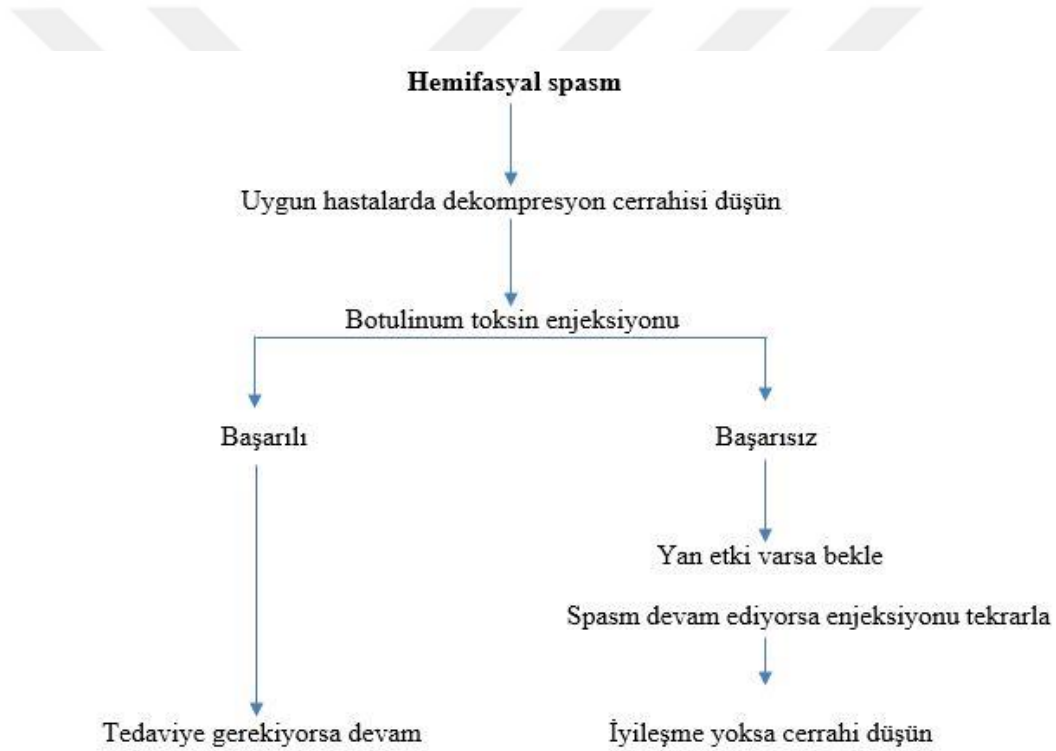 Hemifasyal spasm
Uygun hastalarda dekompresyon cerrahisi düşün
Botulinum toksin enjeksiyonu
Başarılı
Başarısız
Yan etki varsa bekle
Spasm devam ediyorsa enjeksiyonu tekrarla
Tedaviye gerekiyorsa devam
İyileşme yoksa cerrahi düşün